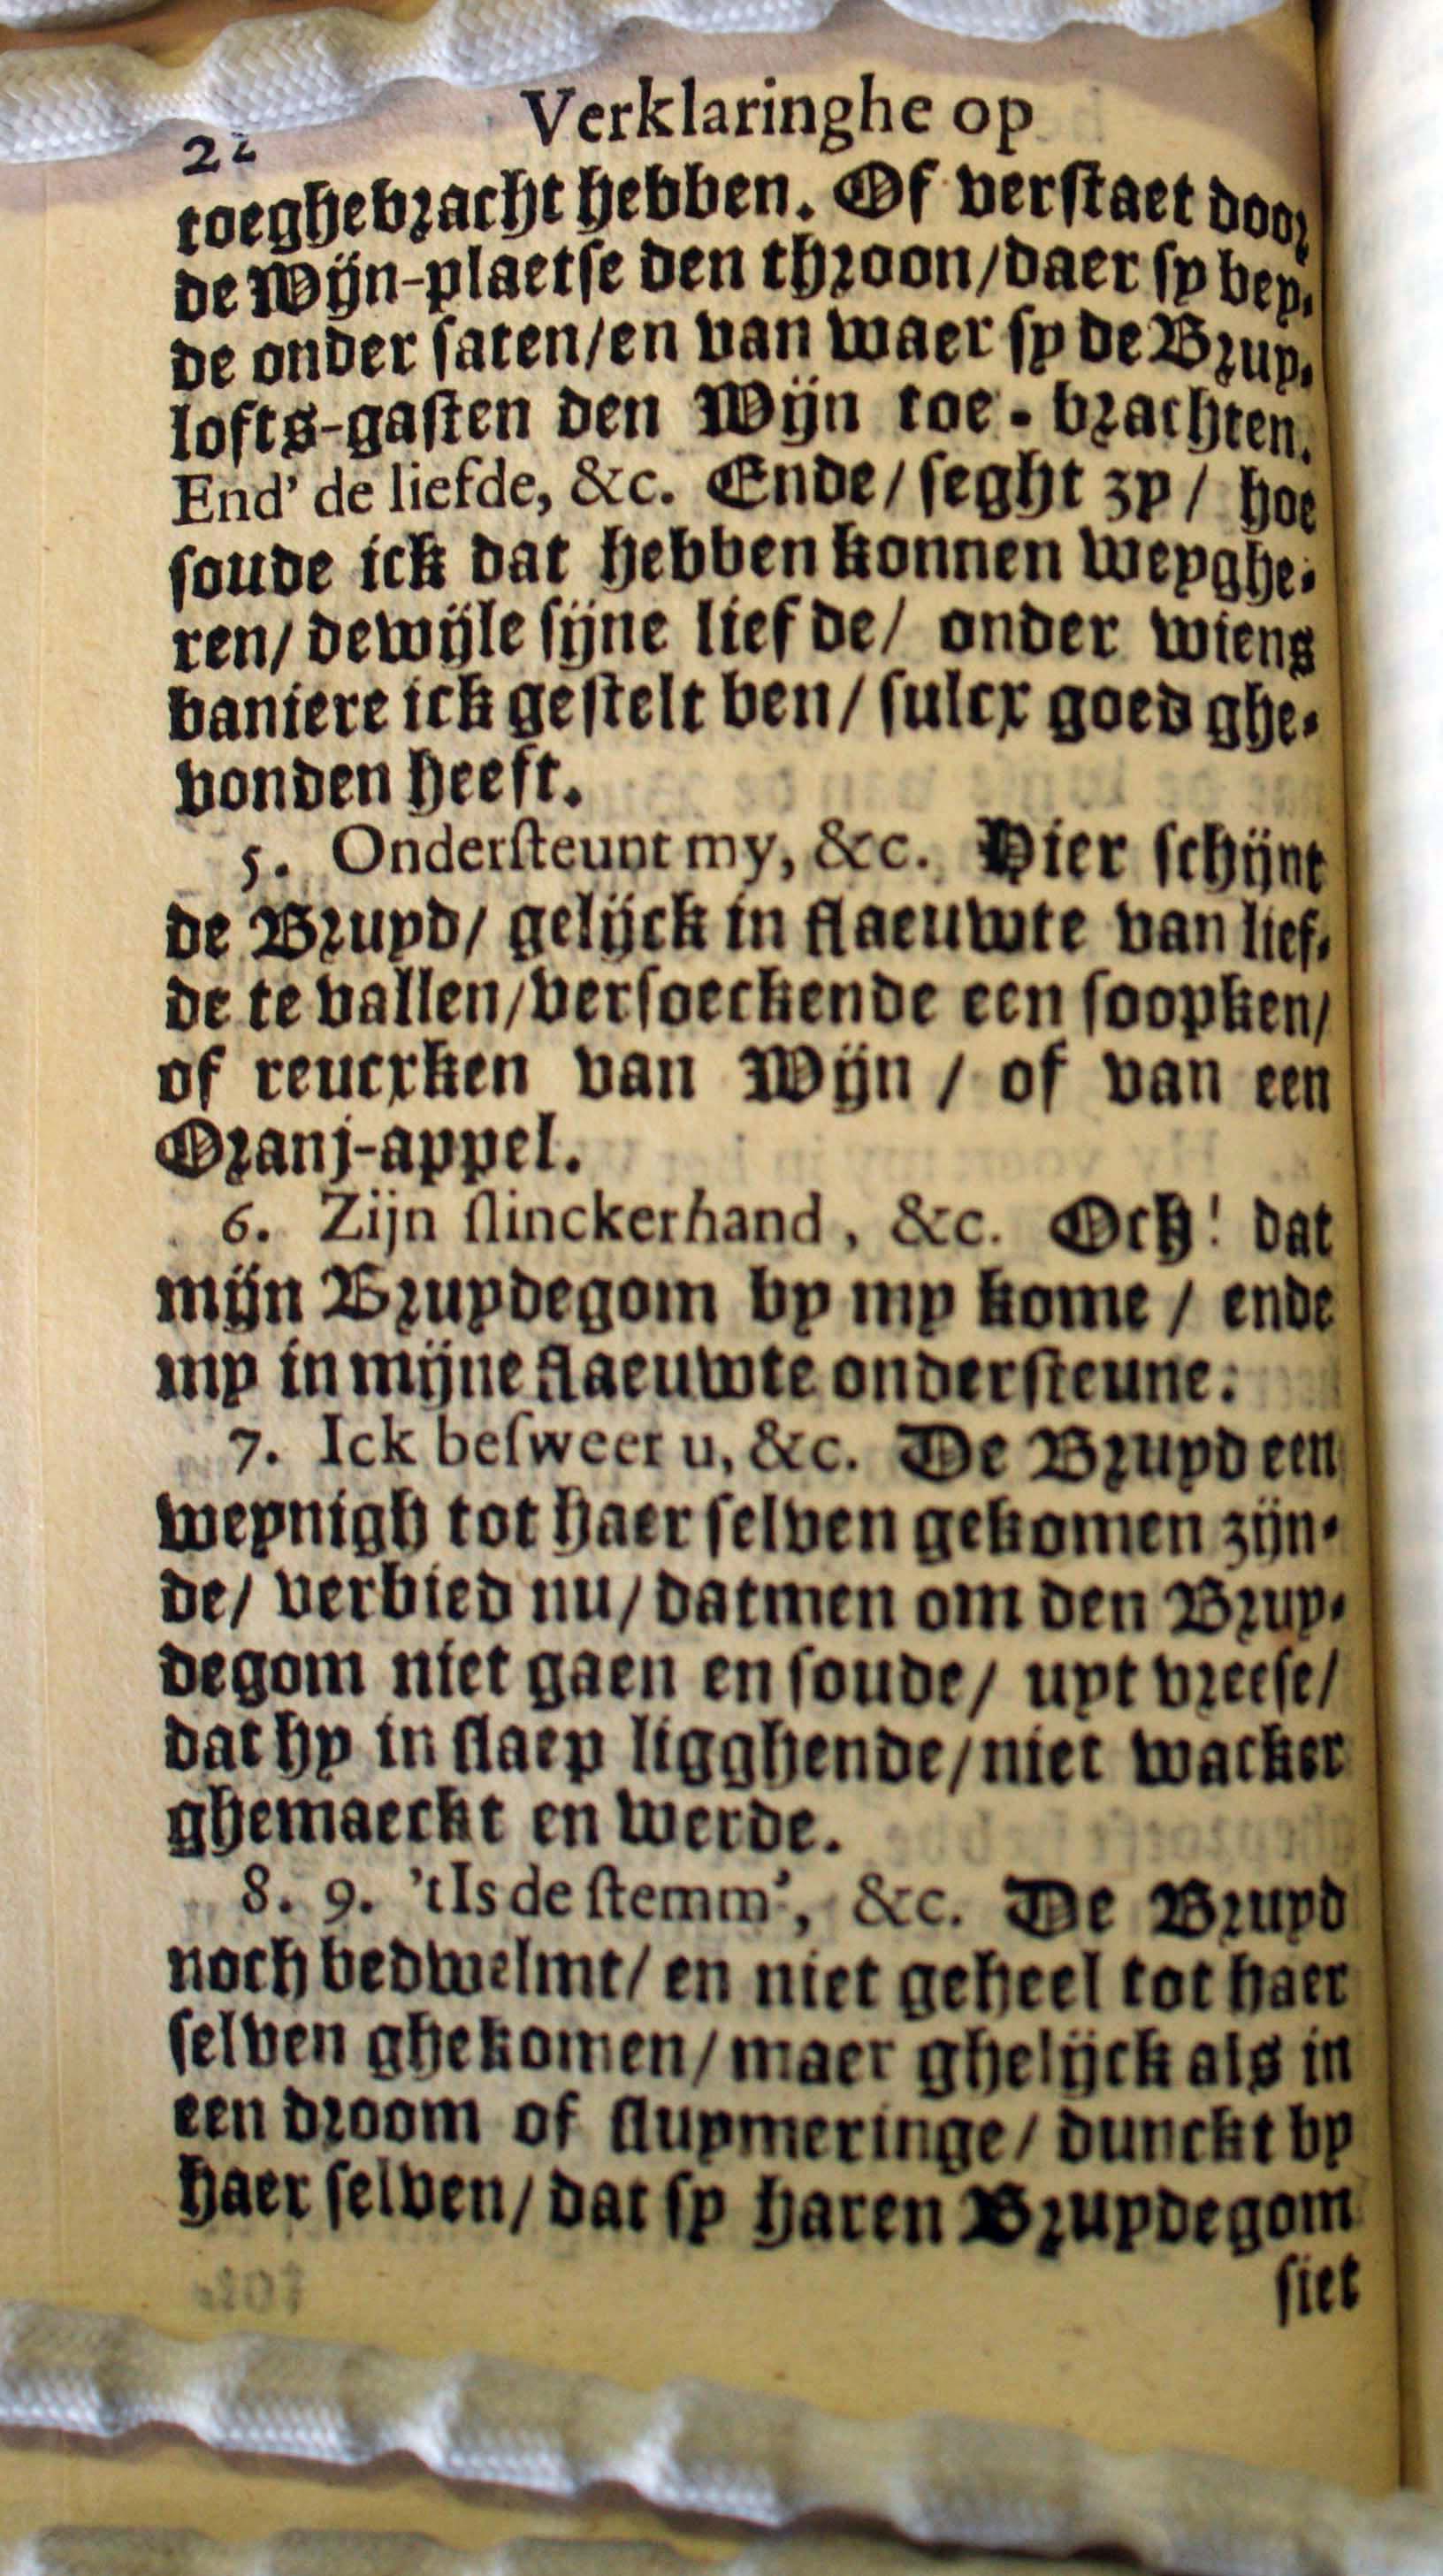 22 Verklaringhe op
toeghebracht hebben. Of verstaet door
de Wijn-plaetse den throon/daer sy bey-
de onder saten/en van waer sy de Bruy-
lofts-gasten den Wijn toe-brachten.
End' de liefde, &c. Ende/ seght zy/ hoe
soude ick dat hebben konnen weyghe-
ren/ dewijle sijne liefde/ onder wiens
baniere ick gestelt ben/ sulcx goed ghe-
vonden heeft.
5. Ondersteunt my, &c. Hier schijnt
de Bruyd/ gelijck in flaeuwte van lief-
de te vallen/versoeckende een soopken/
of reucxken van Wijn / of van een
Oranj-appel.
6. Zijn slinckerhand, &c. Och! dat
mijn Bruydegom by my kome / ende
my in mijne flaeuwte ondersteune.
7. Ick besweer u, &c. De Bruyd een
weynigh tot haer selven gekomen zijn-
de/ verbied nu/ datmen om den Bruy-
degom niet gaen en soude/ uyt vreese/
dat hy in slaep ligghende/niet wacker
ghemaeckt en werde.
8. 9. 't Is de stemm', &c. De Bruyd
noch bedwelmt/ en niet geheel tot haer
selven ghekomen/ maer ghelijck als in
een droom of sluymeringe/ dunckt by
haer selven/ dat sy haren Bruydegom
siet